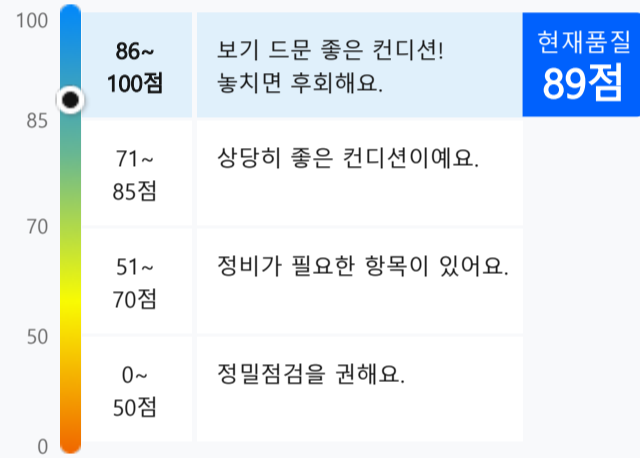 100
86~
100점
보기 드문 좋은 컨디션!
놓치면 후회해요.
현재품질
89점
85
71~
85점
상당히 좋은 컨디션이예요.
70
51~
70점
정비가 필요한 항목이 있어요.
50
0~
50점
정밀점검을 권해요.
0